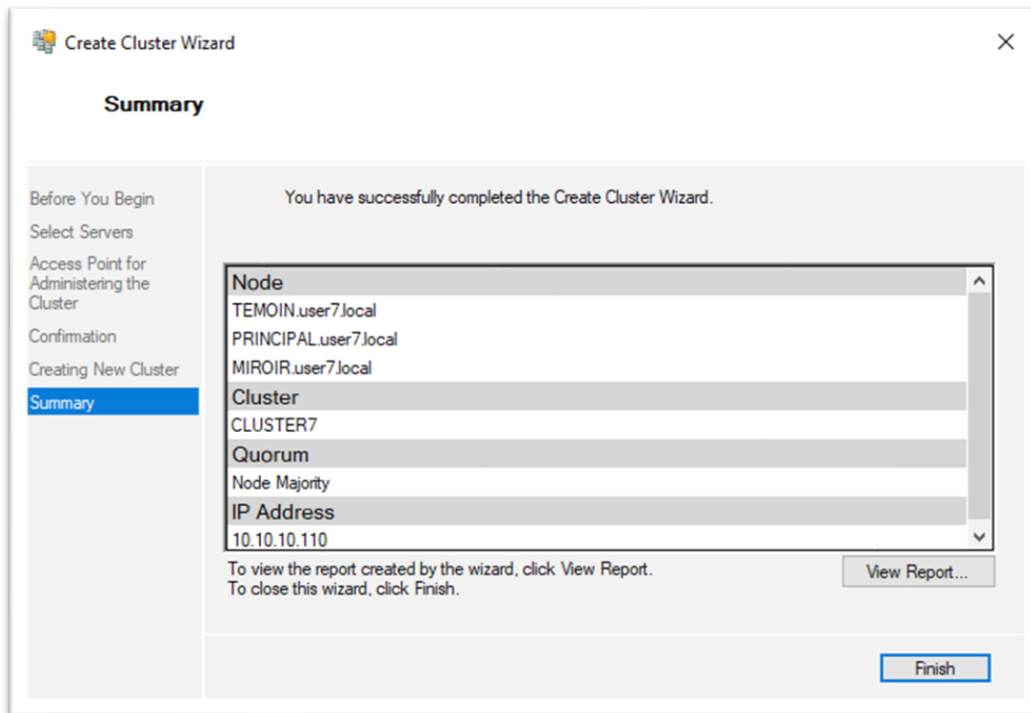 Create Cluster Wizard
Summary
Before You Begin
Select Servers
Access Point for
Administering the
Cluster
Confirmation
Creating New Cluster
Summary
You have successfully completed the Create Cluster Wizard.
Node
TEMOIN.user7.local
PRINCIPAL.user7.local
MIROIR.user7.local
Cluster
CLUSTER7
Quorum
Node Majority
IP Address
10.10.10.110
To view the report created by the wizard, click View Report.
To close this wizard, click Finish.
View Report...
Finish